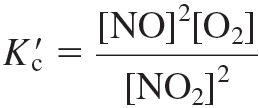 K'c = [NO]²[O₂] / [NO₂]²